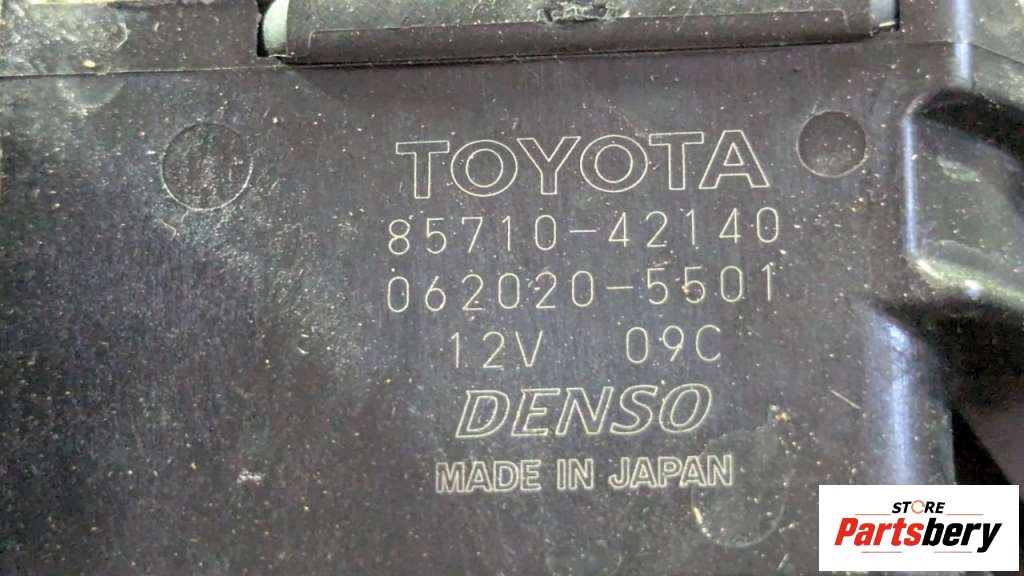 TOYOTA
85710-42140
062020-5501
12V 09C
DENSO
MADE IN JAPAN
STORE
Partsbery